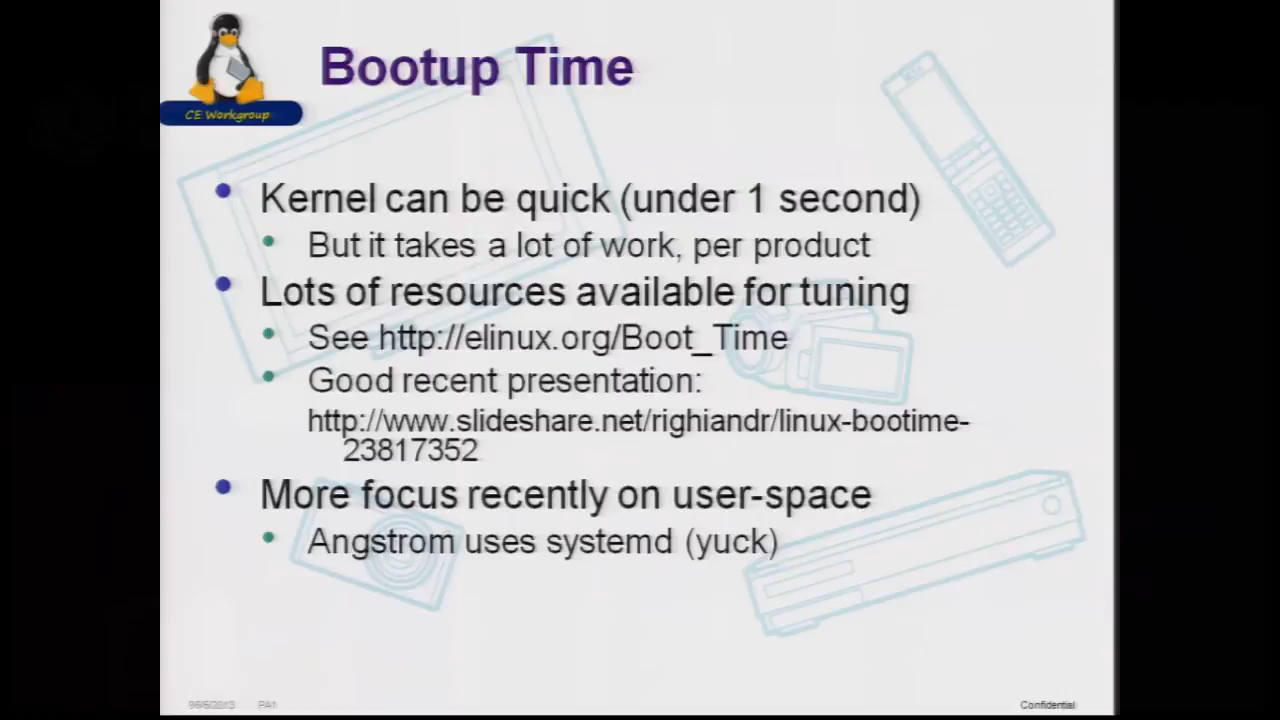 Bootup Time
CE Workgroup
Kernel can be quick (under 1 second)
But it takes a lot of work, per product
Lots of resources available for tuning
See http://elinux.org/Boot_Time
Good recent presentation:
http://www.slideshare.net/righiandr/linux-bootime-
23817352
More focus recently on user-space
Angstrom uses systemd (yuck)
PA1
Confidential